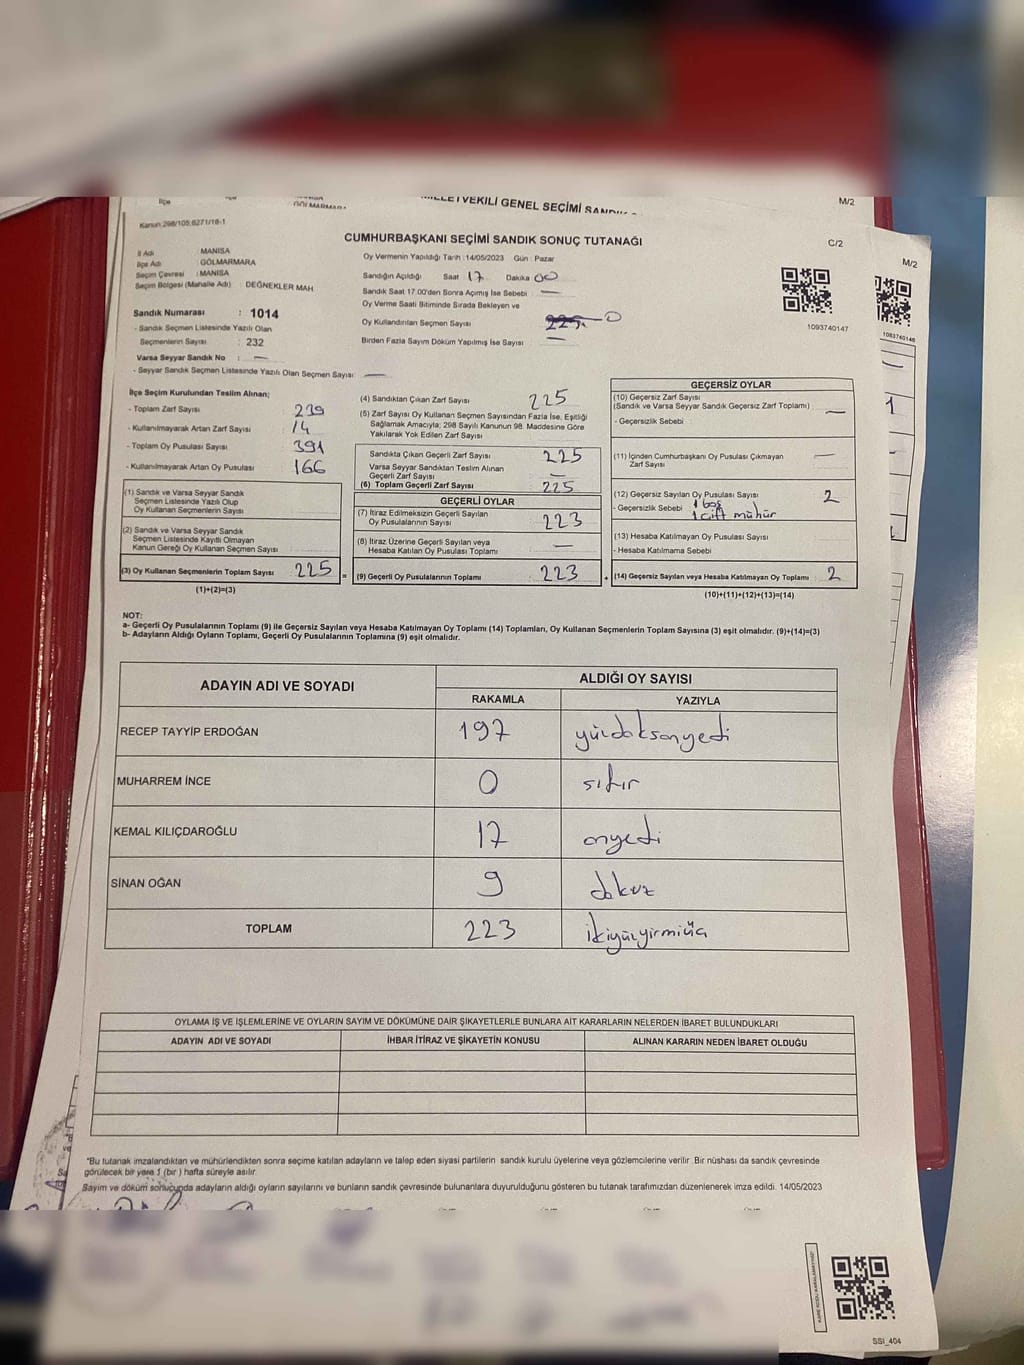 MİLLETVEKİLİ GENEL SEÇİMİ
M/2
İlçe
GÖLMARMARA
Kanun:298/105;6271/16-1
CUMHURBAŞKANI SEÇİMİ SANDIK SONUÇ TUTANAĞI
C/2
M/2
İl Adı : MANİSA
İlçe Adı : GÖLMARMARA
Seçim Çevresi : MANİSA
Seçim Bölgesi (Mahalle Adı) : DEĞNEKLER MAH
Sandık Numarası : 1014
- Sandık Seçmen Listesinde Yazılı Olan
Seçmenlerin Sayısı : 232
Varsa Seyyar Sandık No : —
- Seyyar Sandık Seçmen Listesinde Yazılı Olan Seçmen Sayısı : —
Oy Vermenin Yapıldığı Tarih :14/05/2023 Gün : Pazar
Sandığın Açıldığı Saat 17 Dakika 00
Sandık Saat 17.00'den Sonra Açımış İse Sebebi : —
Oy Verme Saati Bitiminde Sırada Bekleyen ve
Oy Kullandırılan Seçmen Sayısı : 0
Birden Fazla Sayım Döküm Yapılmış İse Sayısı : —
1093740147
1093740146
İlçe Seçim Kurulundan Teslim Alınan;
- Toplam Zarf Sayısı : 239
- Kullanılmayarak Artan Zarf Sayısı : 14
- Toplam Oy Pusulası Sayısı : 391
- Kullanılmayarak Artan Oy Pusulası : 166
(1) Sandık ve Varsa Seyyar Sandık
Seçmen Listesinde Yazılı Olup
Oy Kullanan Seçmenlerin Sayısı
(2) Sandık ve Varsa Seyyar Sandık
Seçmen Listesinde Kayıtlı Olmayan
Kanun Gereği Oy Kullanan Seçmen Sayısı
(3) Oy Kullanan Seçmenlerin Toplam Sayısı 225
(1)+(2)=(3)
(4) Sandıktan Çıkan Zarf Sayısı 225
(5) Zarf Sayısı Oy Kullanan Seçmen Sayısından Fazla İse, Eşitliği
Sağlamak Amacıyla; 298 Sayılı Kanunun 98. Maddesine Göre
Yakılarak Yok Edilen Zarf Sayısı
Sandıkta Çıkan Geçerli Zarf Sayısı 225
Varsa Seyyar Sandıktan Teslim Alınan
Geçerli Zarf Sayısı —
(6) Toplam Geçerli Zarf Sayısı 225
GEÇERLİ OYLAR
(7) İtiraz Edilmeksizin Geçerli Sayılan
Oy Pusulalarının Sayısı 223
(8) İtiraz Üzerine Geçerli Sayılan veya
Hesaba Katılan Oy Pusulası Toplamı —
= (9) Geçerli Oy Pusulalarının Toplamı 223
GEÇERSİZ OYLAR
(10) Geçersiz Zarf Sayısı
(Sandık ve Varsa Seyyar Sandık Geçersiz Zarf Toplamı) —
- Geçersizlik Sebebi
(11) İçinden Cumhurbaşkanı Oy Pusulası Çıkmayan
Zarf Sayısı —
(12) Geçersiz Sayılan Oy Pusulası Sayısı 2
- Geçersizlik Sebebi 1 boş
1 çift mühür
(13) Hesaba Katılmayan Oy Pusulası Sayısı
- Hesaba Katılmama Sebebi
+ (14) Geçersiz Sayılan veya Hesaba Katılmayan Oy Toplamı 2
(10)+(11)+(12)+(13)=(14)
NOT:
a- Geçerli Oy Pusulalarının Toplamı (9) ile Geçersiz Sayılan veya Hesaba Katılmayan Oy Toplamı (14) Toplamları, Oy Kullanan Seçmenlerin Toplam Sayısına (3) eşit olmalıdır. (9)+(14)=(3)
b- Adayların Aldığı Oyların Toplamı, Geçerli Oy Pusulalarının Toplamına (9) eşit olmalıdır.
ADAYIN ADI VE SOYADI
ALDIĞI OY SAYISI
RAKAMLA YAZIYLA
RECEP TAYYİP ERDOĞAN 197 yüzdoksanyedi
MUHARREM İNCE 0 sıfır
KEMAL KILIÇDAROĞLU 17 onyedi
SİNAN OĞAN 9 dokuz
TOPLAM 223 ikiyüzyirmiüç
OYLAMA İŞ VE İŞLEMLERİNE VE OYLARIN SAYIM VE DÖKÜMÜNE DAİR ŞİKAYETLERLE BUNLARA AİT KARARLARIN NELERDEN İBARET BULUNDUKLARI
ADAYIN ADI VE SOYADI İHBAR İTİRAZ VE ŞİKAYETİN KONUSU ALINAN KARARIN NEDEN İBARET OLDUĞU
"Bu tutanak imzalandıktan ve mühürlendikten sonra seçime katılan adayların ve talep eden siyasi partilerin sandık kurulu üyelerine veya gözlemcilerine verilir .Bir nüshası da sandık çevresinde
görülecek bir yere 1 (bir ) hafta süreyle asılır.
Sayım ve döküm sonucunda adayların aldığı oyların sayılarını ve bunların sandık çevresinde bulunanlara duyurulduğunu gösteren bu tutanak tarafımızdan düzenlenerek imza edildi. 14/05/2023
SSİ_404